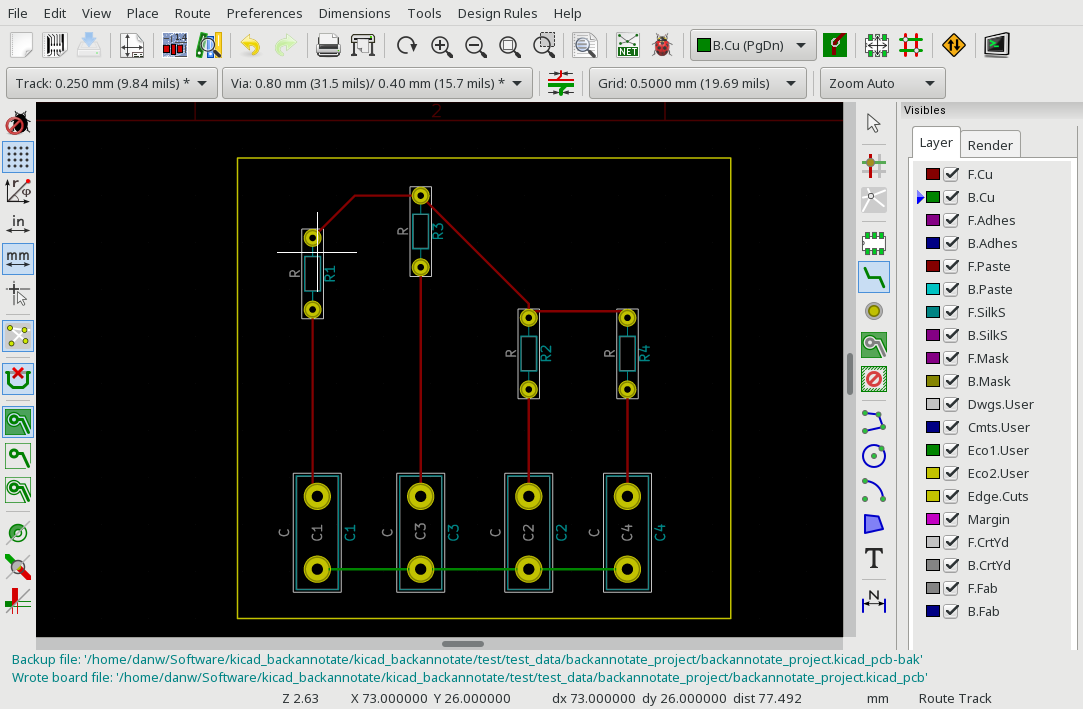 File Edit View Place Route Preferences Dimensions Tools Design Rules Help
NET
B.Cu (PgDn)
Track: 0.250 mm (9.84 mils) * Via: 0.80 mm (31.5 mils)/ 0.40 mm (15.7 mils) * Grid: 0.5000 mm (19.69 mils) Zoom Auto
Visibles
2
Layer Render
in
mm
F.Cu
B.Cu
F.Adhes
B.Adhes
F.Paste
B.Paste
F.SilkS
B.SilkS
F.Mask
B.Mask
Dwgs.User
Cmts.User
Eco1.User
Eco2.User
Edge.Cuts
Margin
F.CrtYd
B.CrtYd
F.Fab
B.Fab
R R3
R R1
R R2
R R4
C C1 C1
C C3 C3
C C2 C2
C C4 C4
T
N
Backup file: '/home/danw/Software/kicad_backannotate/kicad_backannotate/test/test_data/backannotate_project/backannotate_project.kicad_pcb-bak'
Wrote board file: '/home/danw/Software/kicad_backannotate/kicad_backannotate/test/test_data/backannotate_project/backannotate_project.kicad_pcb'
Z 2.63 X 73.000000 Y 26.000000 dx 73.000000 dy 26.000000 dist 77.492 mm Route Track